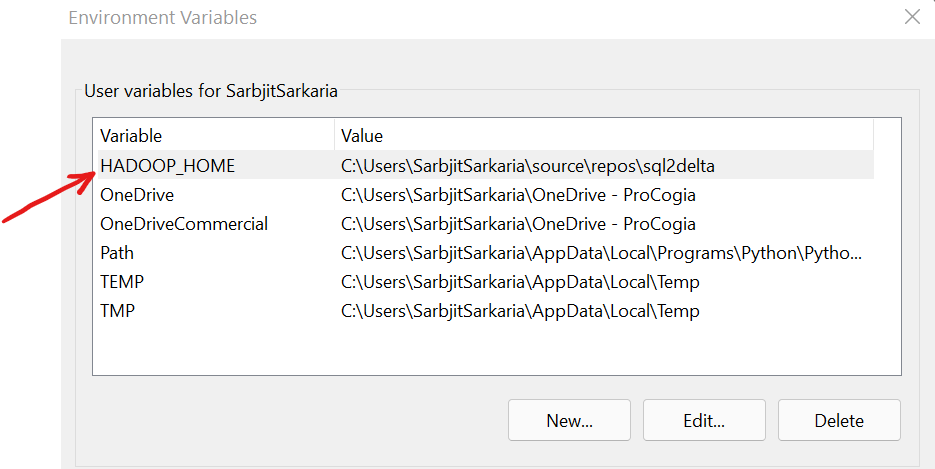 Environment Variables
User variables for SarbjitSarkaria
Variable Value
HADOOP_HOME C:\Users\SarbjitSarkaria\source\repos\sql2delta
OneDrive C:\Users\SarbjitSarkaria\OneDrive - ProCogia
OneDriveCommercial C:\Users\SarbjitSarkaria\OneDrive - ProCogia
Path C:\Users\SarbjitSarkaria\AppData\Local\Programs\Python\Pytho...
TEMP C:\Users\SarbjitSarkaria\AppData\Local\Temp
TMP C:\Users\SarbjitSarkaria\AppData\Local\Temp
New... Edit... Delete